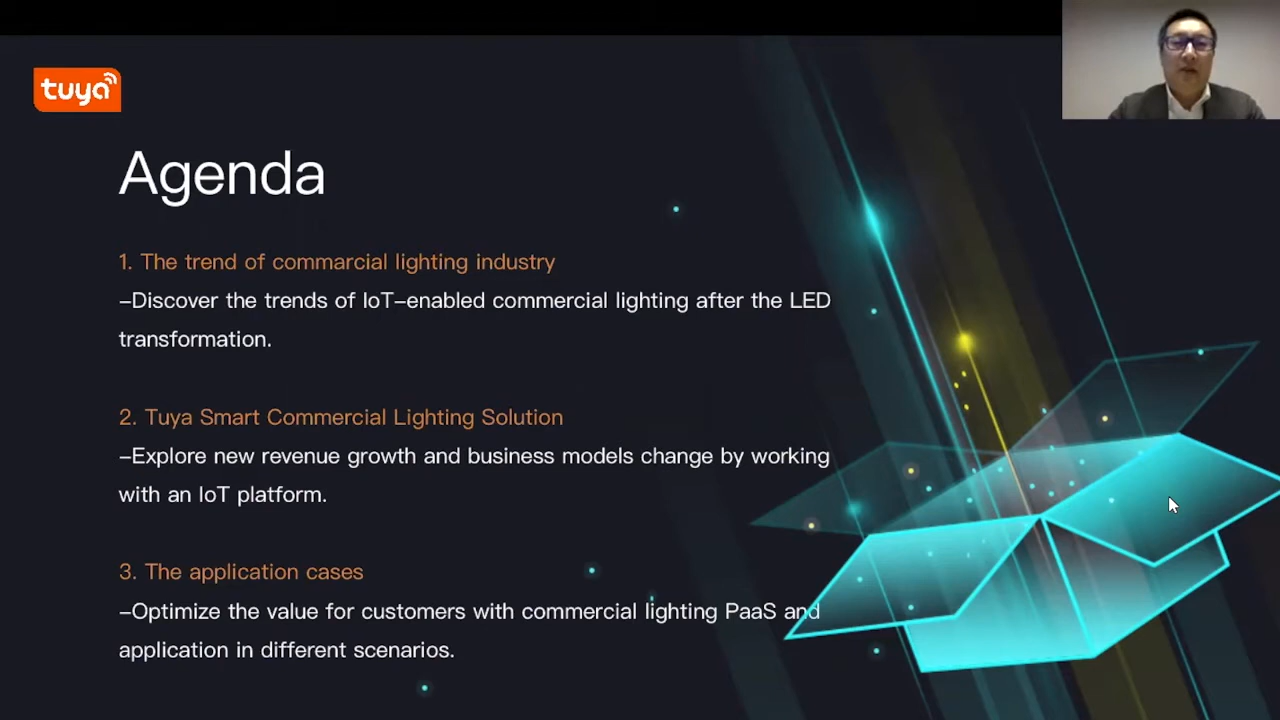 tuya
Agenda
1. The trend of commarcial lighting industry
–Discover the trends of IoT–enabled commercial lighting after the LED
transformation.
2. Tuya Smart Commercial Lighting Solution
–Explore new revenue growth and business models change by working
with an IoT platform.
3. The application cases
–Optimize the value for customers with commercial lighting PaaS and
application in different scenarios.